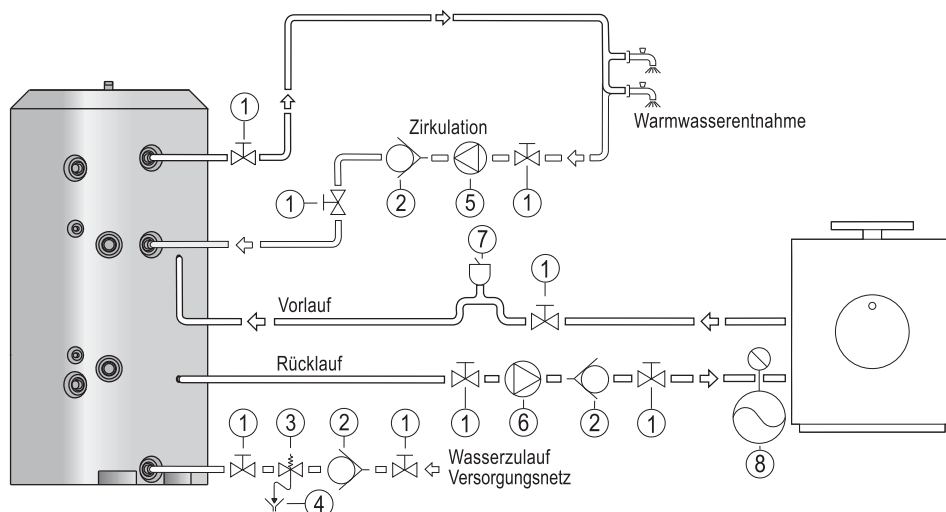 1
Warmwasserentnahme
Zirkulation
1
2
5
1
7
1
Vorlauf
Rücklauf
1
6
2
1
8
1
3
2
1
Wasserzulauf
Versorgungsnetz
4